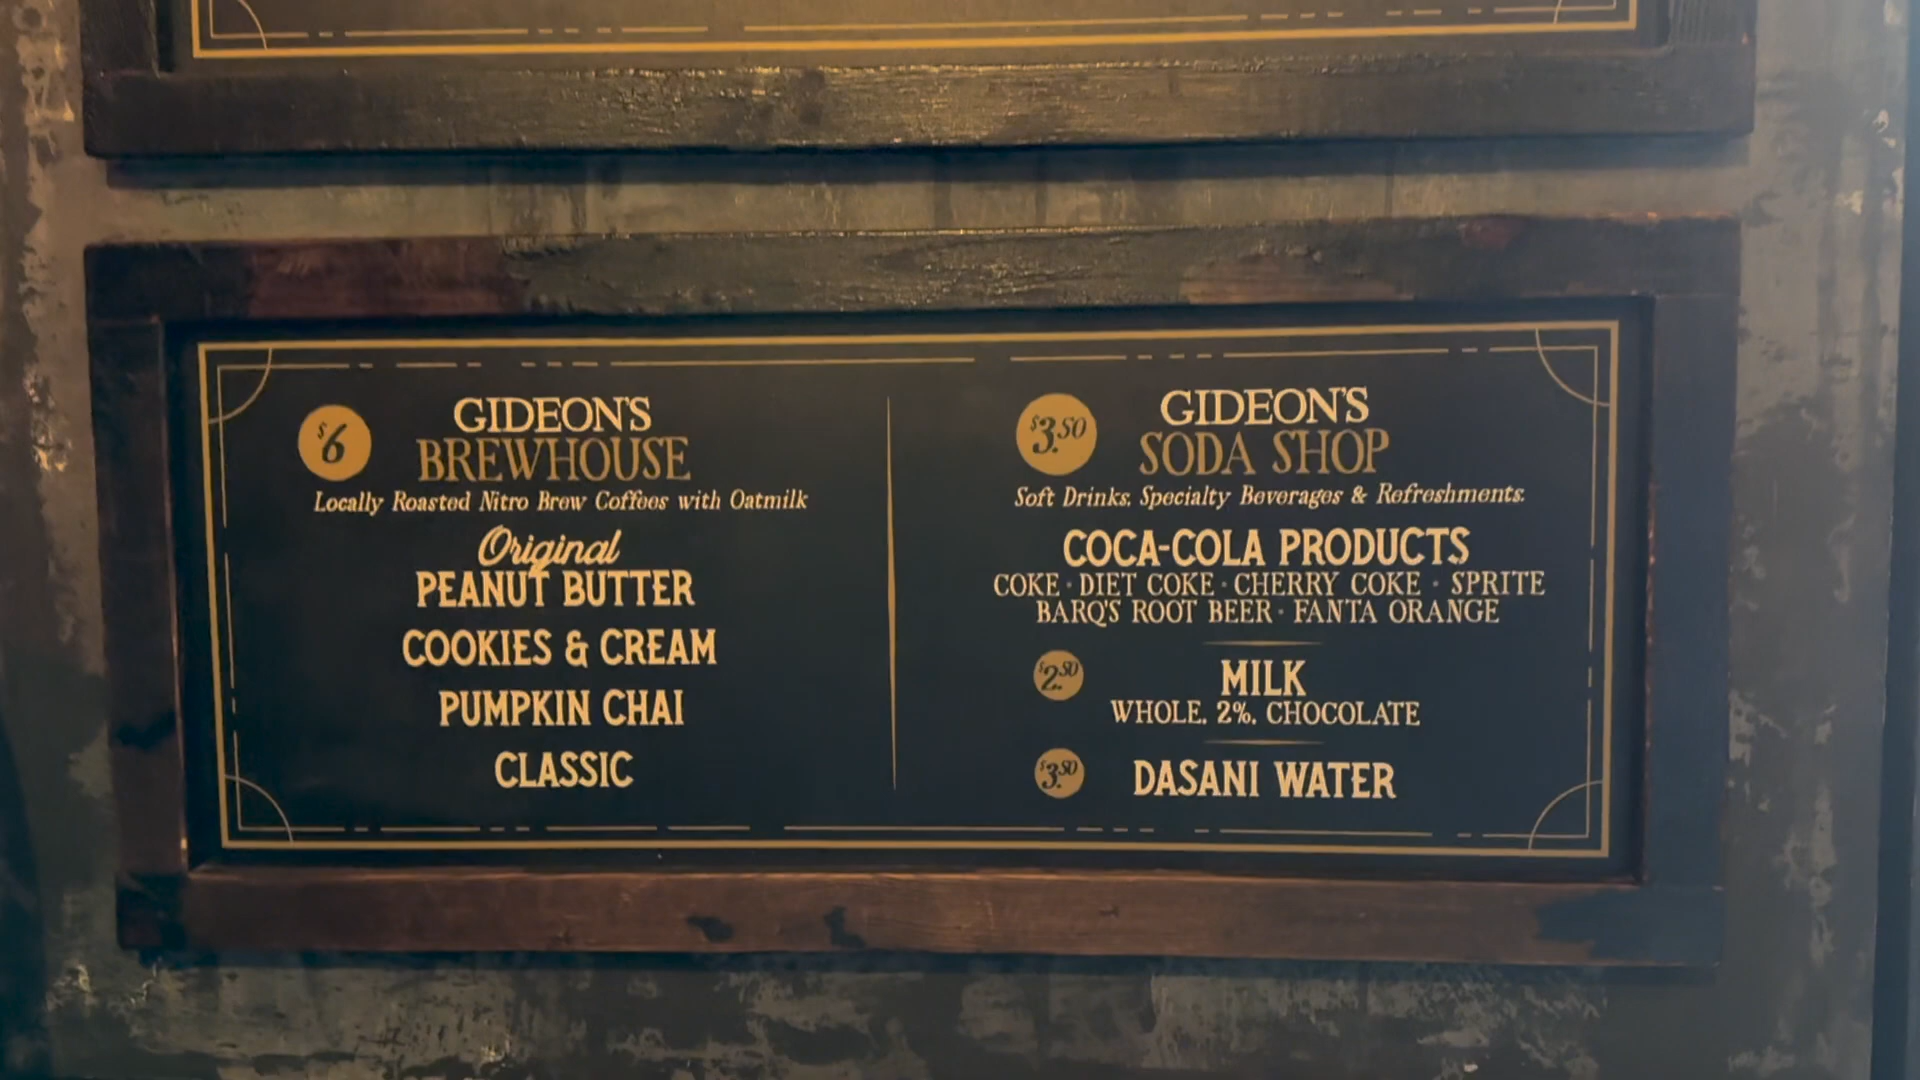 $6
GIDEON'S
BREWHOUSE
Locally Roasted Nitro Brew Coffees with Oatmilk
Original
PEANUT BUTTER
COOKIES & CREAM
PUMPKIN CHAI
CLASSIC
$3.50
GIDEON'S
SODA SHOP
Soft Drinks, Specialty Beverages & Refreshments.
COCA-COLA PRODUCTS
COKE · DIET COKE · CHERRY COKE · SPRITE
BARQ'S ROOT BEER · FANTA ORANGE
$2.50
MILK
WHOLE, 2%, CHOCOLATE
$3.50
DASANI WATER